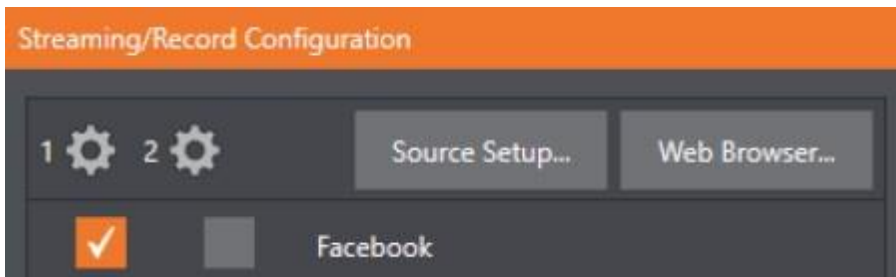 Streaming/Record Configuration
1 2 Source Setup... Web Browser...
Facebook